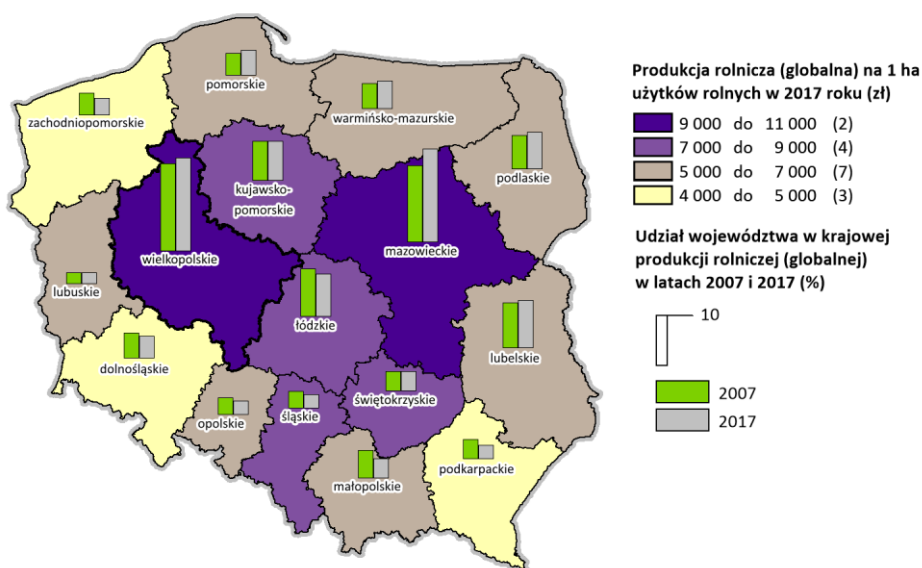 pomorskie
zachodniopomorskie
warmińsko-mazurskie
podlaskie
kujawsko-
pomorskie
mazowieckie
wielkopolskie
lubuskie
łódzkie
lubelskie
dolnośląskie
opolskie
śląskie
świętokrzyskie
małopolskie
podkarpackie
Produkcja rolnicza (globalna) na 1 ha
użytków rolnych w 2017 roku (zł)
9 000 do 11 000 (2)
7 000 do 9 000 (4)
5 000 do 7 000 (7)
4 000 do 5 000 (3)
Udział województwa w krajowej
produkcji rolniczej (globalnej)
w latach 2007 i 2017 (%)
10
2007
2017